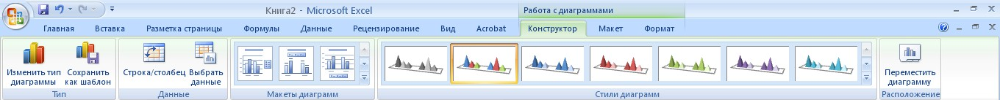 Книга2 - Microsoft Excel
Работа с диаграммами
Главная Вставка Разметка страницы Формулы Данные Рецензирование Вид Acrobat Конструктор Макет Формат
Изменить тип диаграммы
Сохранить как шаблон
Тип
Строка/столбец
Выбрать данные
Данные
Макеты диаграмм
Стили диаграмм
Переместить диаграмму
Расположение